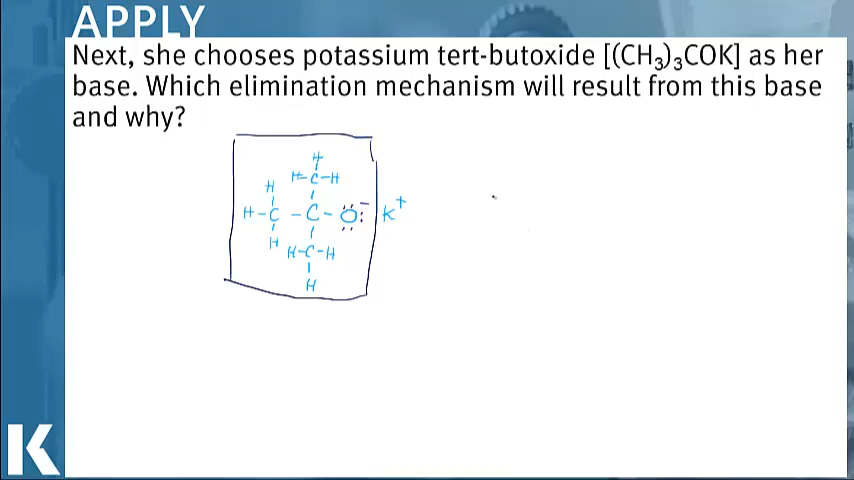 APPLY
Next, she chooses potassium tert-butoxide [(CH₃)₃COK] as her
base. Which elimination mechanism will result from this base
and why?
H
H H-C-H
H-C-C-O:⁻ K⁺
H H-C-H
H
K